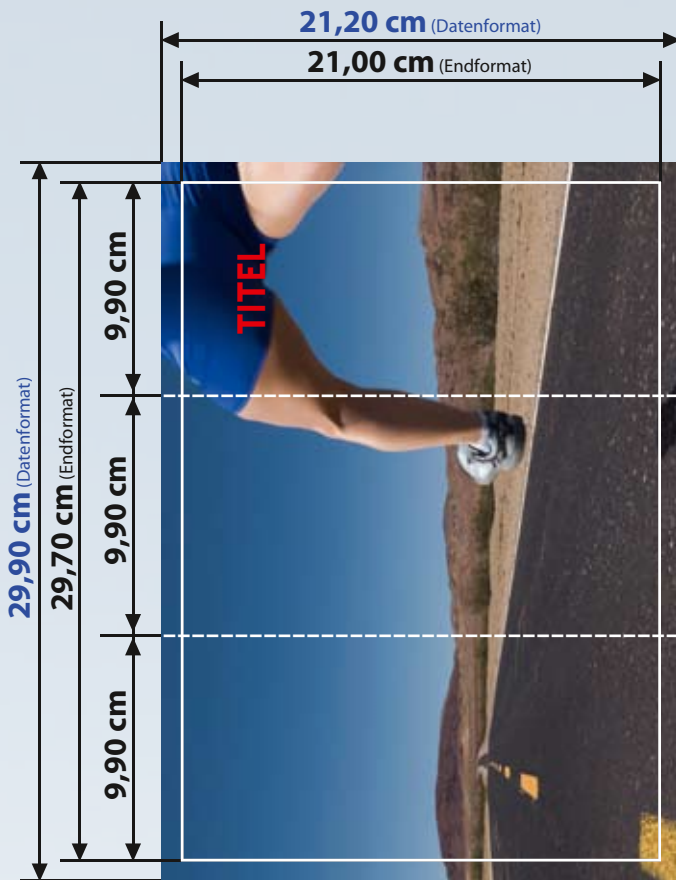 21,20 cm (Datenformat)
21,00 cm (Endformat)
29,90 cm (Datenformat)
29,70 cm (Endformat)
9,90 cm
9,90 cm
9,90 cm
TITEL